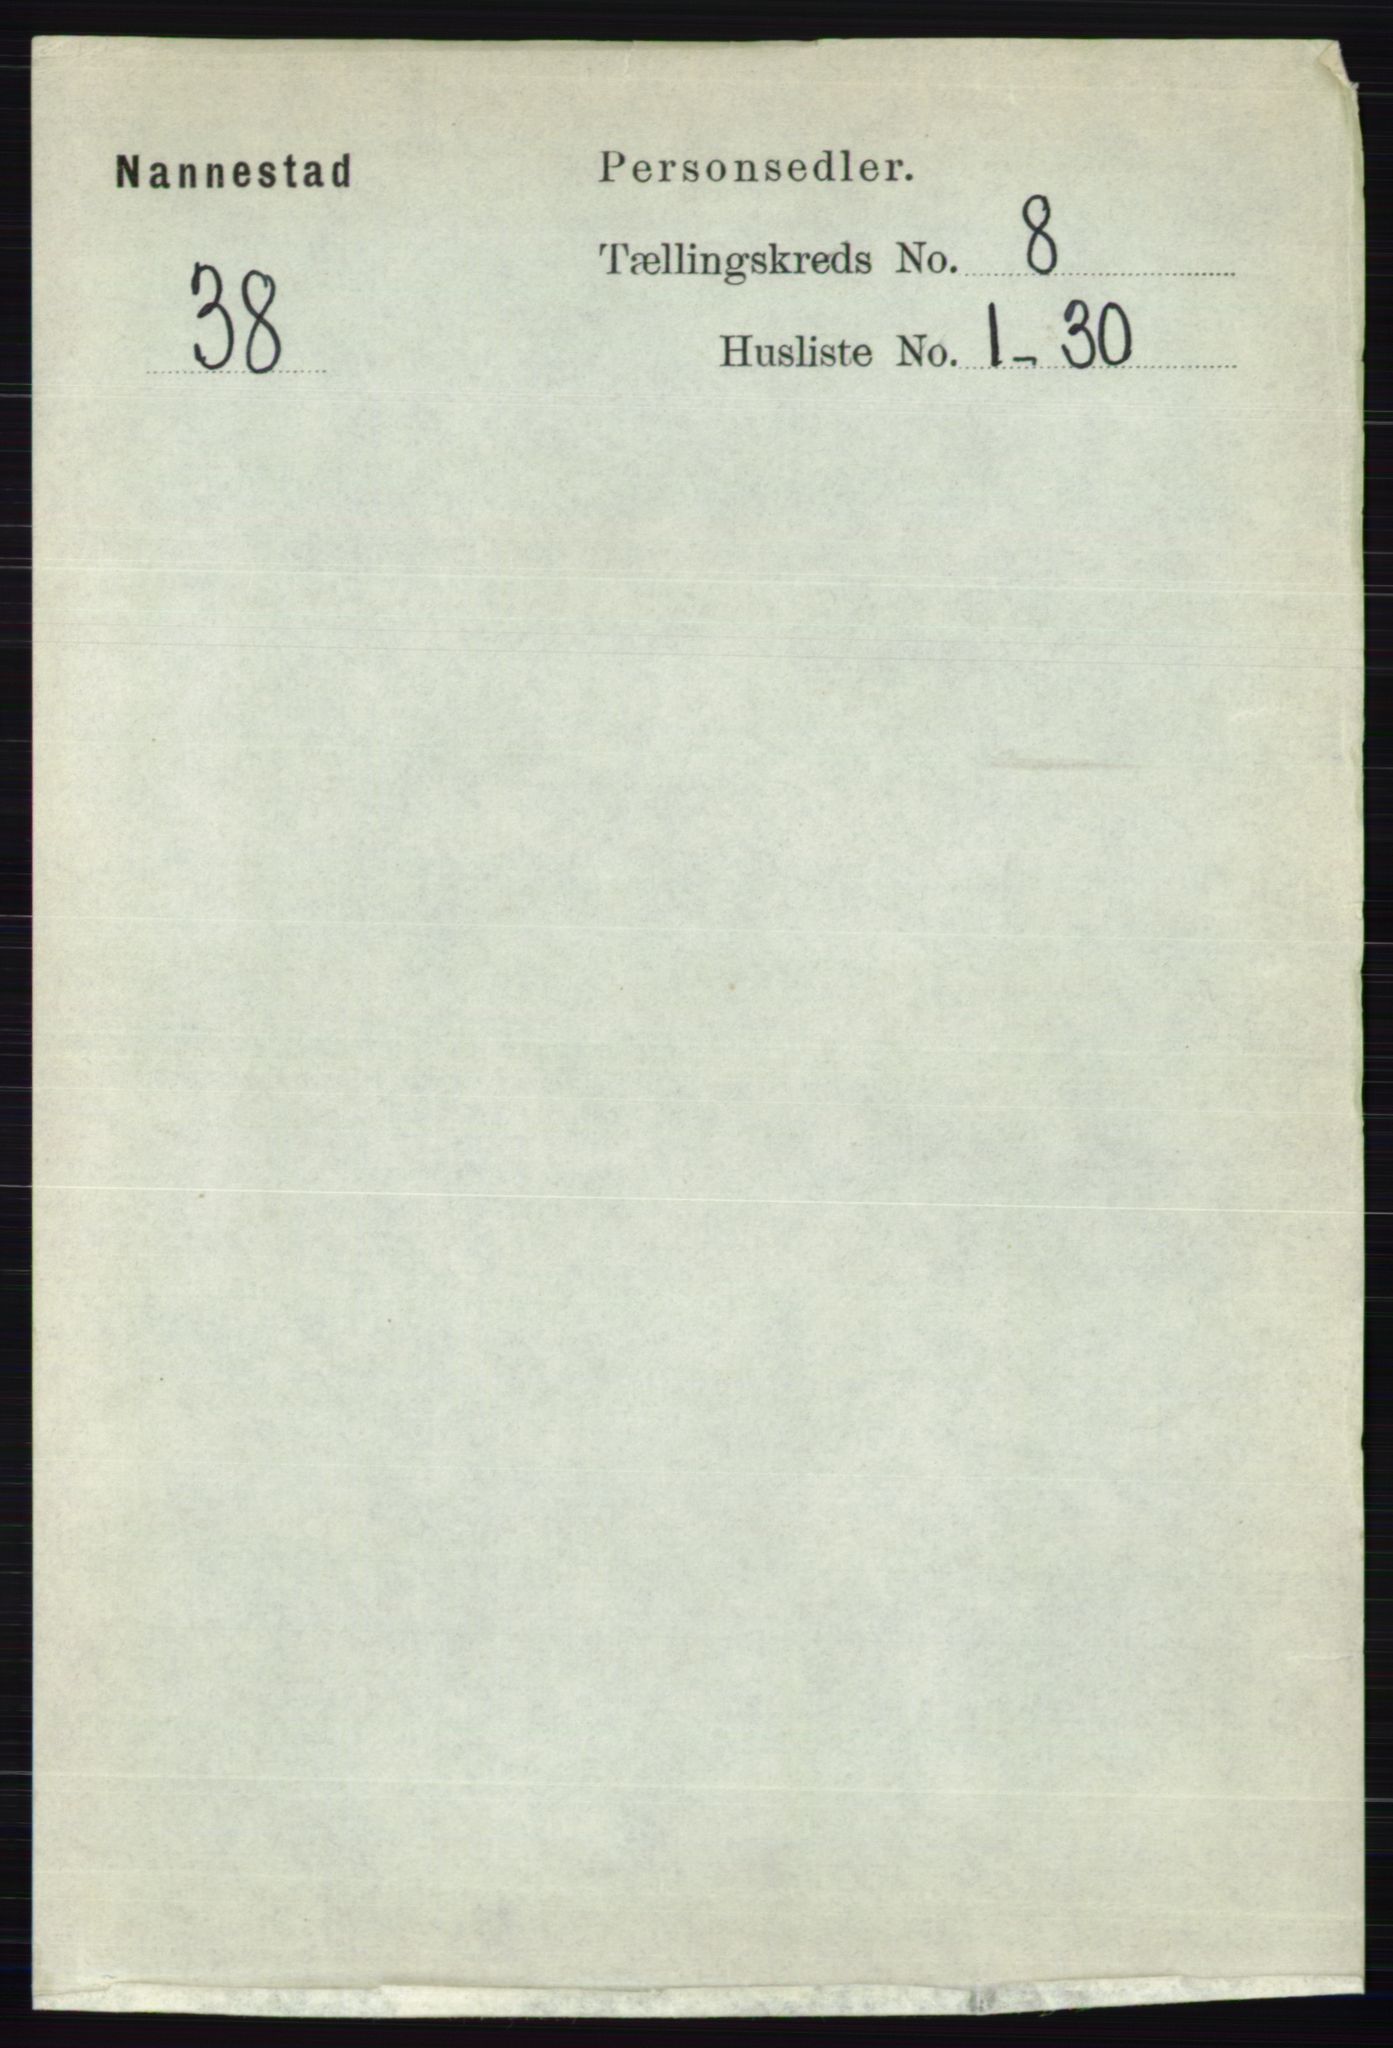 Nannestad
38
Personsedler.
Tællingskreds No. 8
Husliste No. 1-30